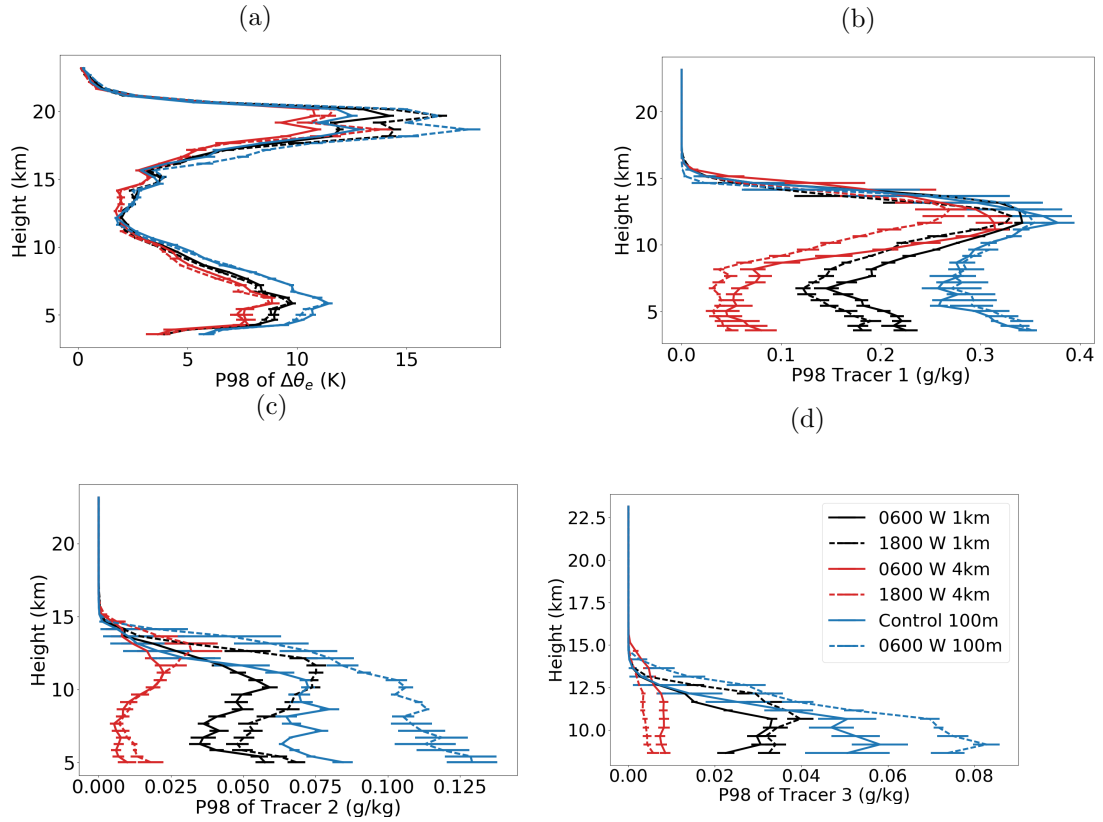 (a)
(b)
20
15
10
5
Height (km)
0
5
10
15
P98 of Δθₑ (K)
20
15
10
5
Height (km)
0.0
0.1
0.2
0.3
0.4
P98 Tracer 1 (g/kg)
(c)
(d)
20
15
10
5
Height (km)
0.000
0.025
0.050
0.075
0.100
0.125
P98 of Tracer 2 (g/kg)
22.5
20.0
17.5
15.0
12.5
10.0
Height (km)
0.00
0.02
0.04
0.06
0.08
P98 of Tracer 3 (g/kg)
0600 W 1km
1800 W 1km
0600 W 4km
1800 W 4km
Control 100m
0600 W 100m